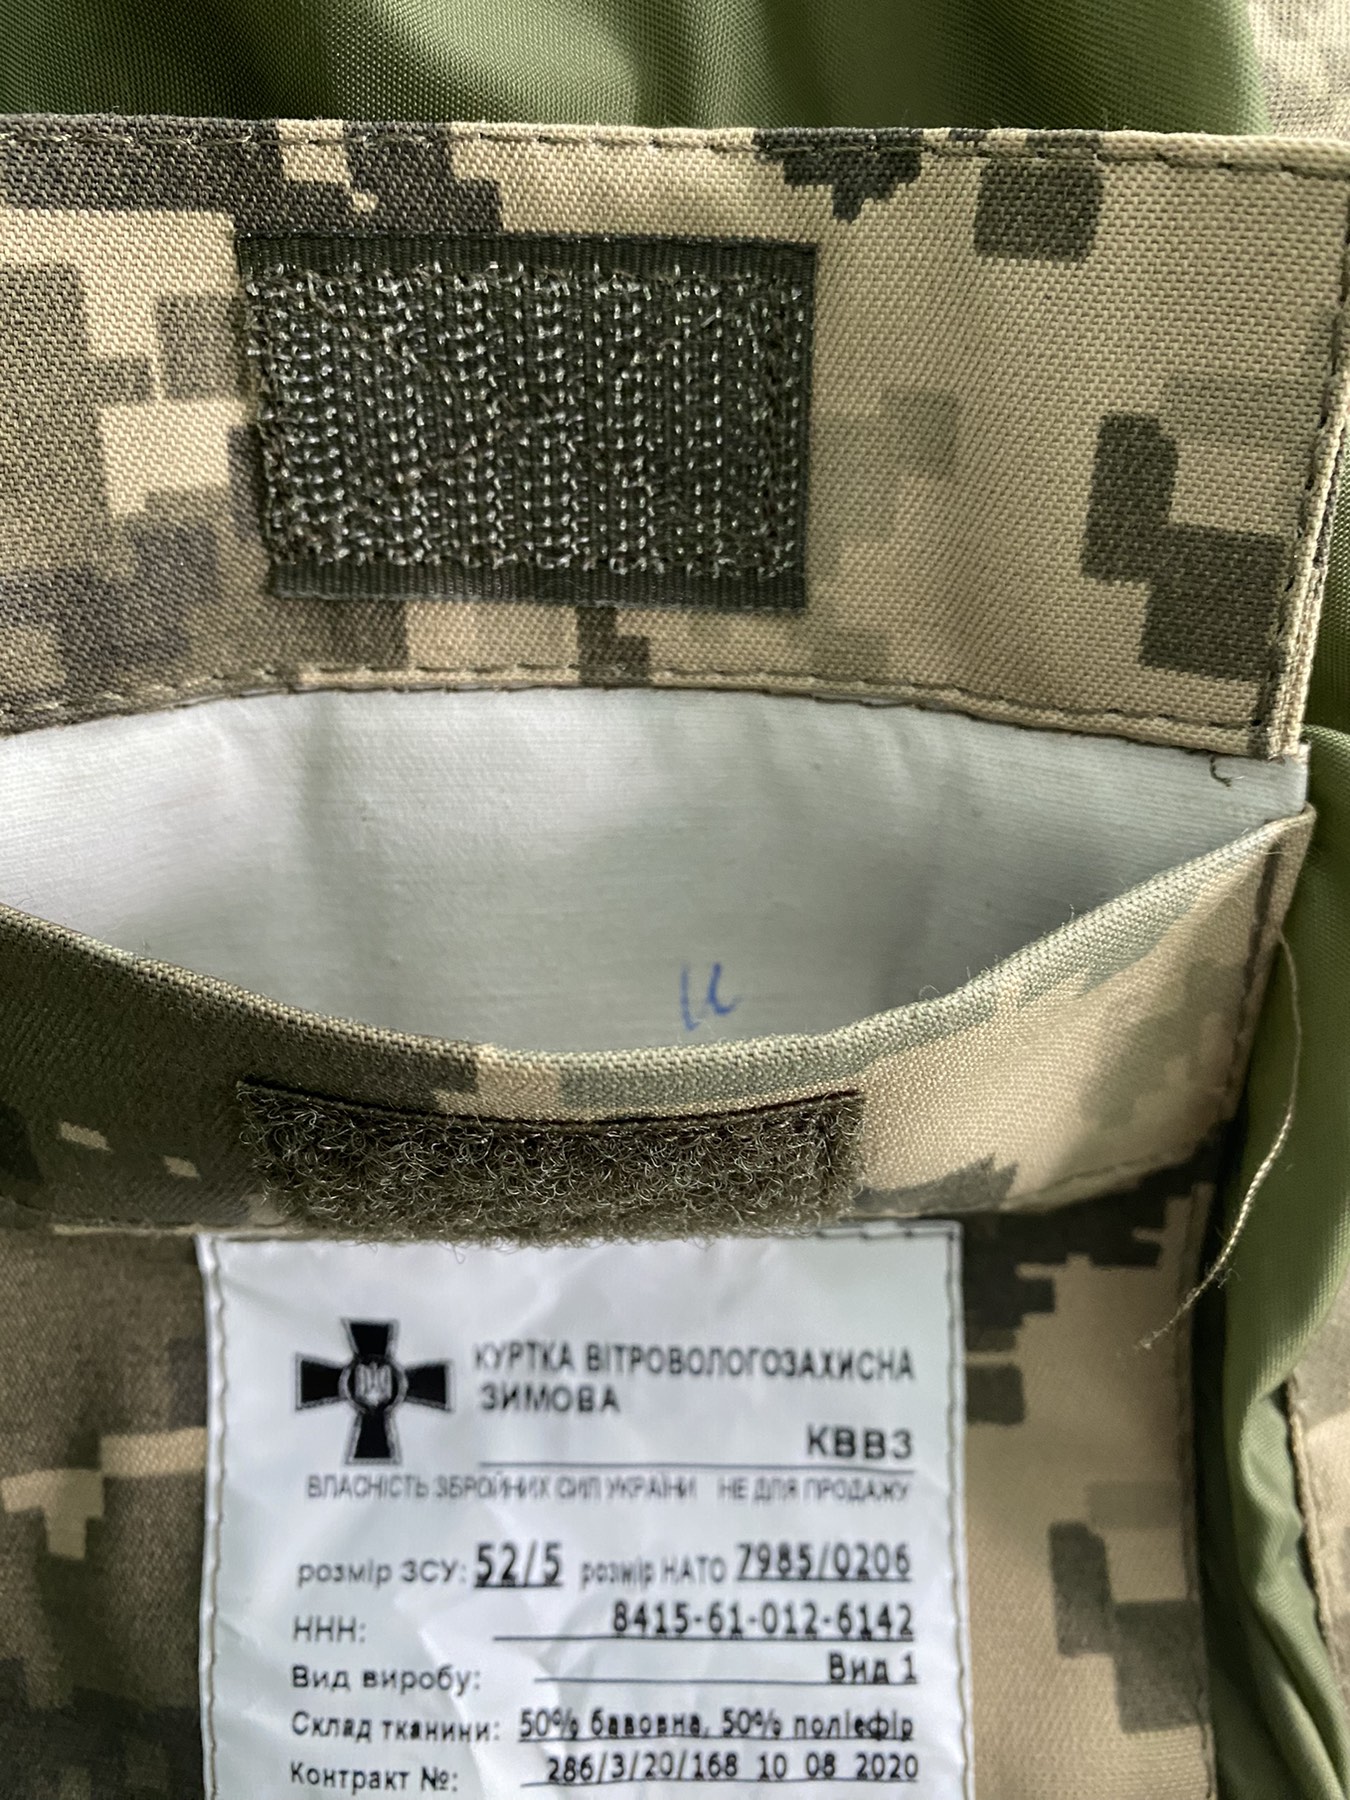 КУРТКА ВІТРОВОЛОГОЗАХИСНА
ЗИМОВА
КВВЗ
ВЛАСНІСТЬ ЗБРОЙНИХ СИЛ УКРАЇНИ НЕ ДЛЯ ПРОДАЖУ
розмір ЗСУ: 52/5 розмір НАТО 7985/0206
ННН: 8415-61-012-6142
Вид виробу: Вид 1
Склад тканини: 50% бавовна, 50% поліефір
Контракт №: 286/3/20/168 10 08 2020